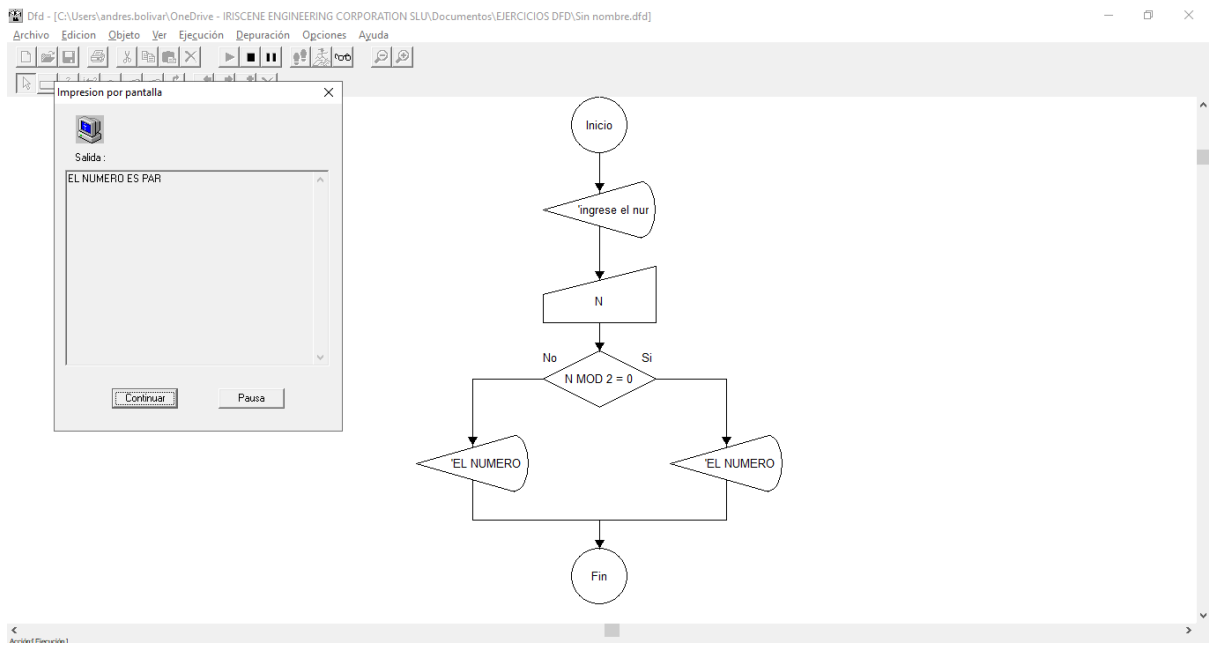 Dfd - [C:\Users\andres.bolivar\OneDrive - IRISCENE ENGINEERING CORPORATION SLU\Documentos\EJERCICIOS DFD\Sin nombre.dfd]
Archivo Edicion Objeto Ver Ejecución Depuración Opciones Ayuda
Impresion por pantalla
Salida :
EL NUMERO ES PAR
Continuar Pausa
Inicio
'ingrese el nur
N
No Si
N MOD 2 = 0
'EL NUMERO 'EL NUMERO
Fin
Acción [ Ejecución ]